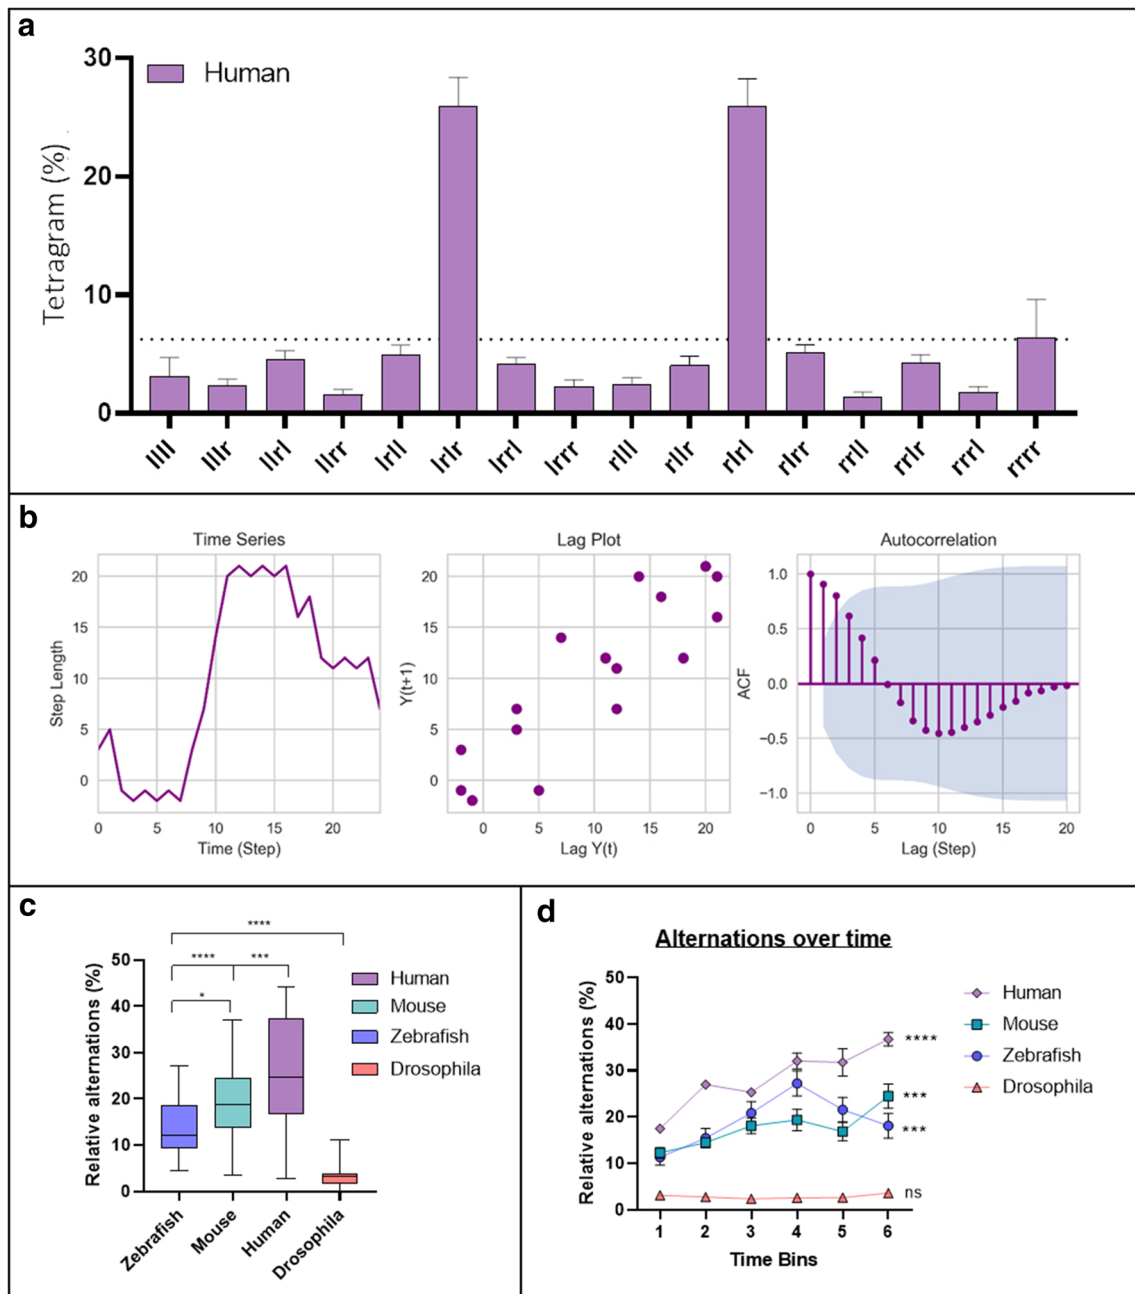 a
30
20
10
0
Tetragram (%)
Human
llll
lllr
llrl
llrr
lrll
lrlr
lrrl
lrrr
rlll
rllr
rlrl
rlrr
rrll
rrlr
rrrl
rrrr
b
Time Series
Step Length
20
15
10
5
0
0 5 10 15 20
Time (Step)
Lag Plot
Y(t+1)
20
15
10
5
0
0 5 10 15 20
Lag Y(t)
Autocorrelation
ACF
1.0
0.5
0.0
−0.5
−1.0
0 5 10 15 20
Lag (Step)
c
Relative alternations (%)
50
40
30
20
10
0
****
**** ***
*
Human
Mouse
Zebrafish
Drosophila
Zebrafish
Mouse
Human
Drosophila
d
Alternations over time
Relative alternations (%)
50
40
30
20
10
0
****
***
***
ns
1 2 3 4 5 6
Time Bins
Human
Mouse
Zebrafish
Drosophila